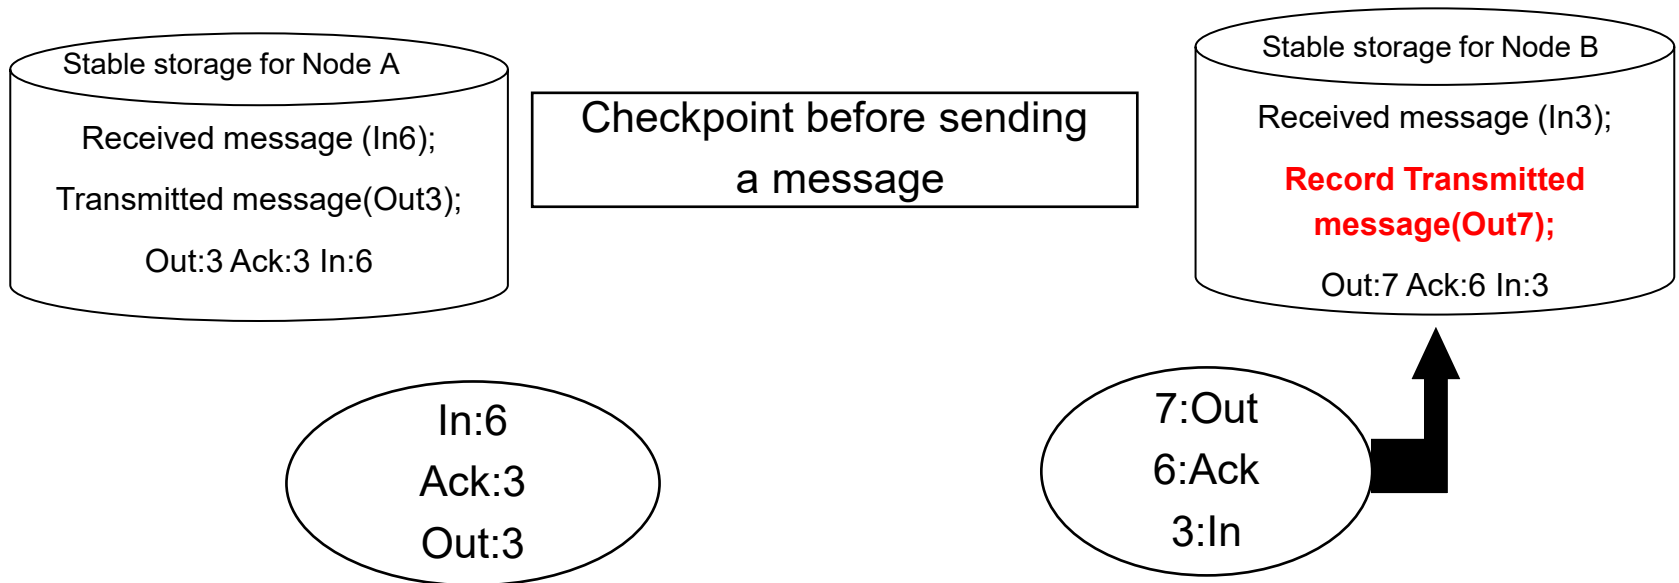 Stable storage for Node A
Received message (In6);
Transmitted message(Out3);
Out:3 Ack:3 In:6
Checkpoint before sending
a message
Stable storage for Node B
Received message (In3);
Record Transmitted
message(Out7);
Out:7 Ack:6 In:3
In:6
Ack:3
Out:3
7:Out
6:Ack
3:In